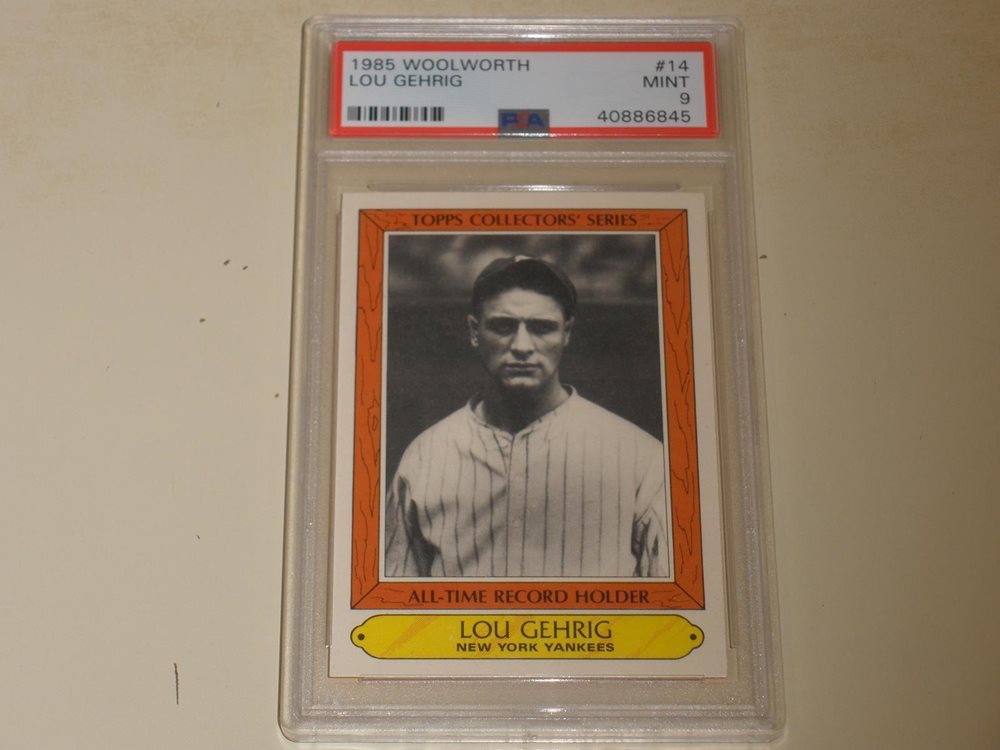 1985 WOOLWORTH #14
LOU GEHRIG MINT
9
PSA 40886845
TOPPS COLLECTORS' SERIES
ALL-TIME RECORD HOLDER
LOU GEHRIG
NEW YORK YANKEES